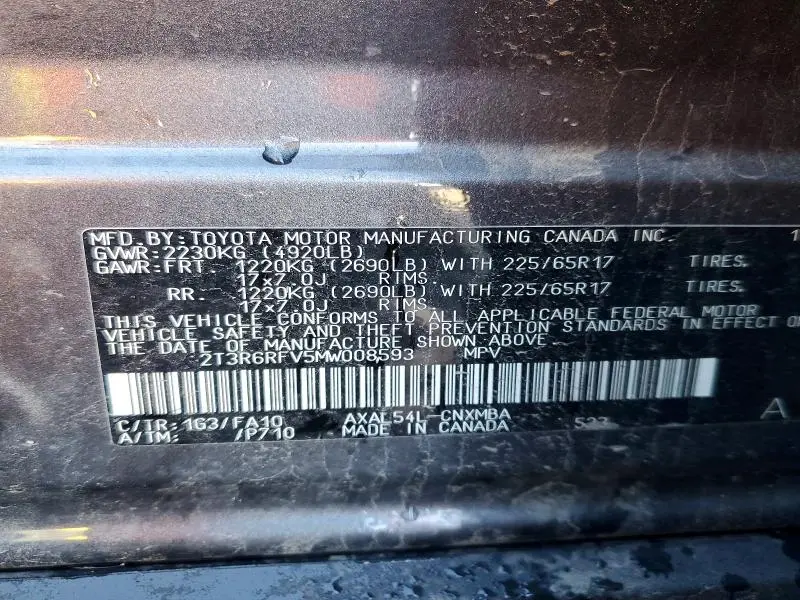 MFD. BY: TOYOTA MOTOR MANUFACTURING CANADA INC. 1
GVWR: 2230KG (4920LB)
GAWR: FRT 1220KG (2690LB) WITH 225/65R17 TIRES.
17x7.0J RIMS.
RR. 1220KG (2690LB) WITH 225/65R17 TIRES.
17x7.0J RIMS.
THIS VEHICLE CONFORMS TO ALL APPLICABLE FEDERAL MOTOR
VEHICLE SAFETY AND THEFT PREVENTION STANDARDS IN EFFECT ON
THE DATE OF MANUFACTURE SHOWN ABOVE.
2T3R6RFV5MW008593 MPV
C/TR: 1G3/FA10 AXAL54L-CNXMBA
A/TM: /P710 MADE IN CANADA A